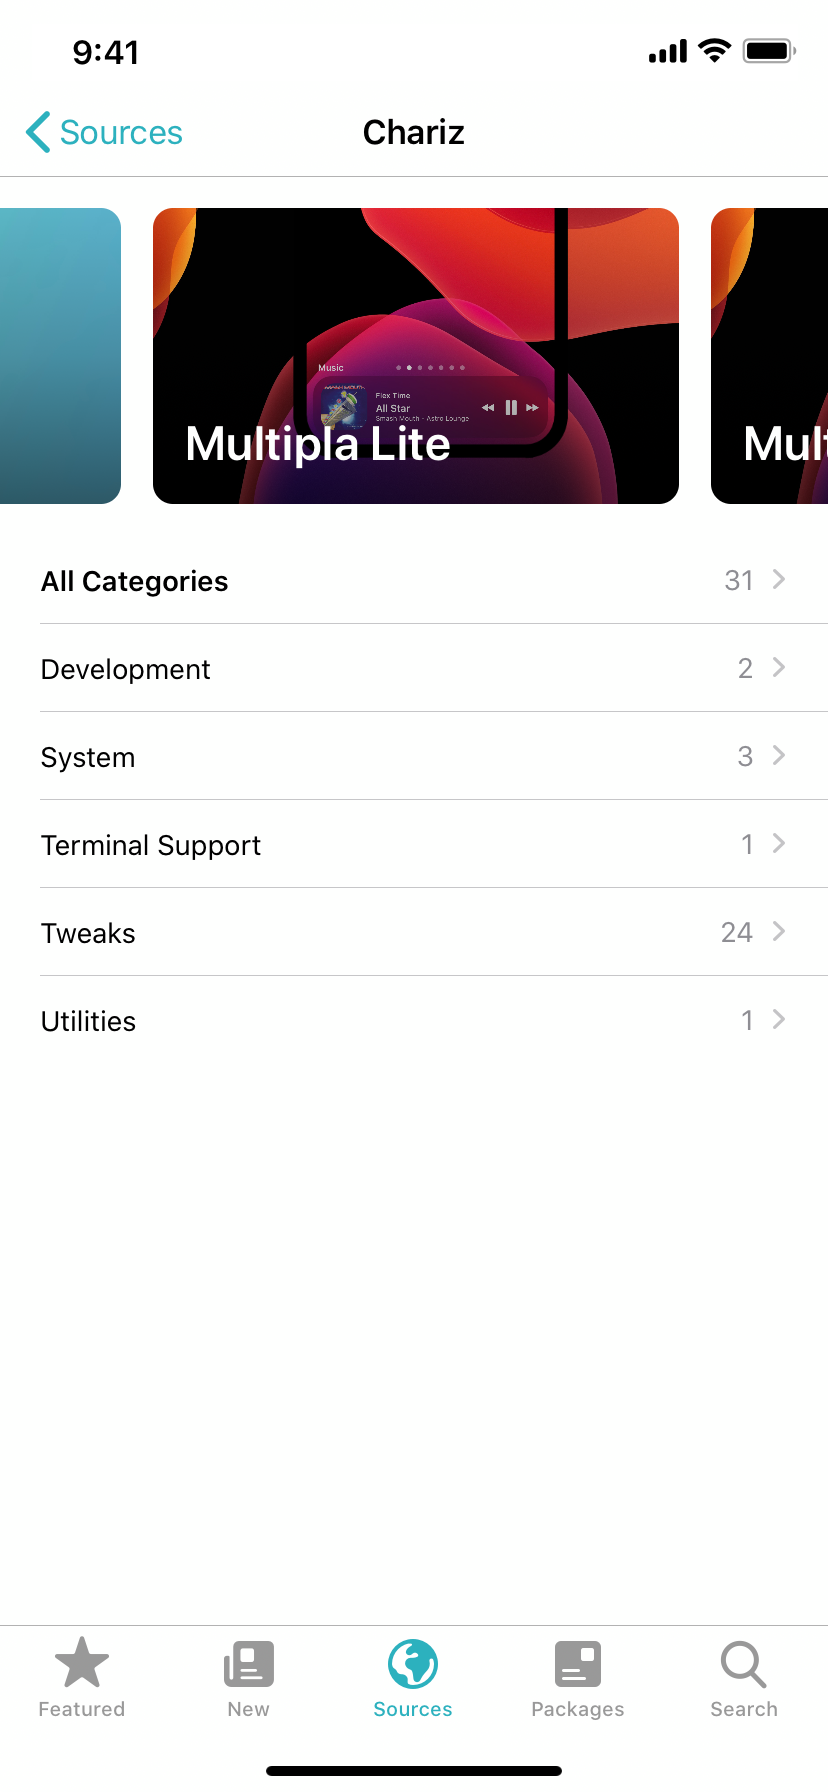 9:41
Sources
Chariz
Music
Flex Time
All Star
Smash Mouth - Astro Lounge
Multipla Lite
Mult
All Categories 31
Development 2
System 3
Terminal Support 1
Tweaks 24
Utilities 1
Featured New Sources Packages Search